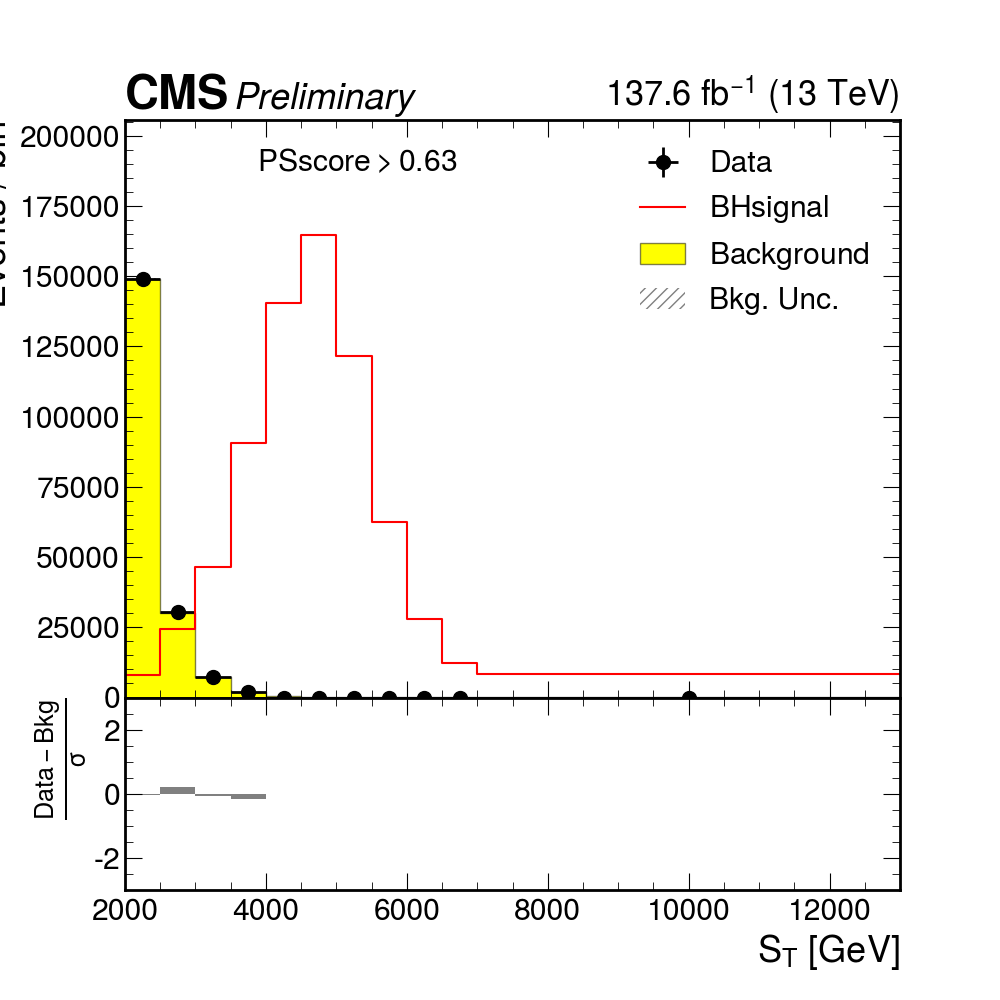 CMS Preliminary 137.6 fb⁻¹ (13 TeV)
PSscore > 0.63
Data
BHsignal
Background
Bkg. Unc.
200000
175000
150000
125000
100000
75000
50000
25000
0
Data – Bkg
σ
2
0
-2
2000 4000 6000 8000 10000 12000
S_T [GeV]